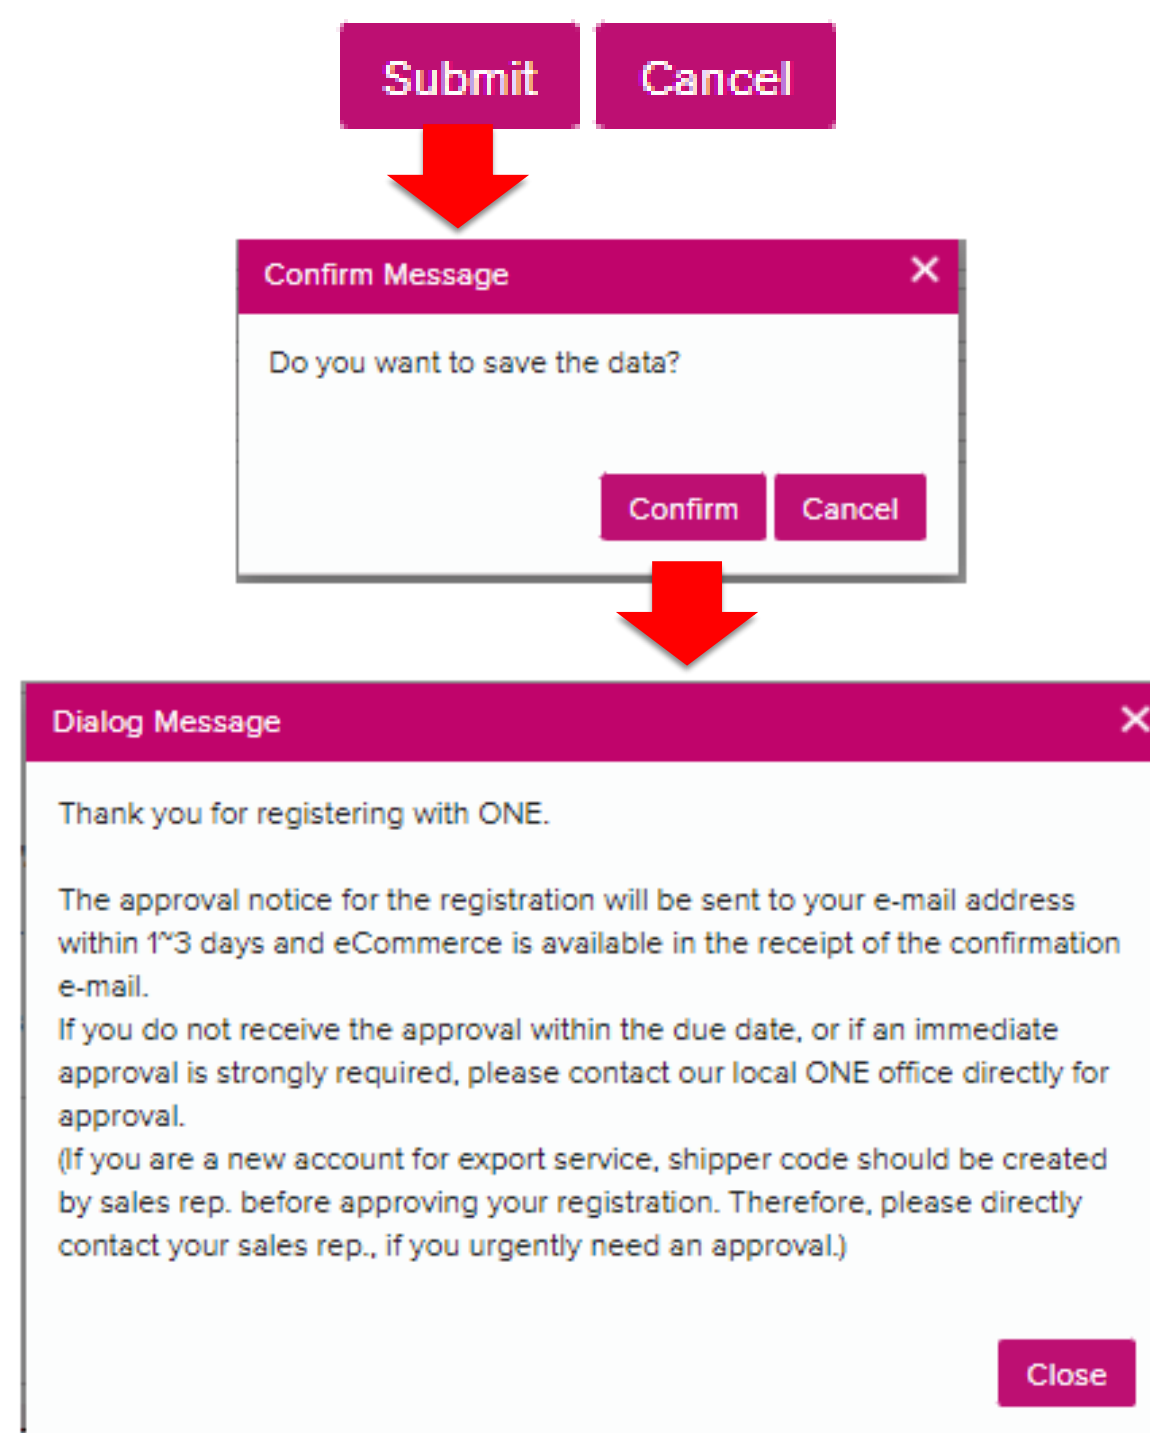 Submit Cancel
Confirm Message
Do you want to save the data?
Confirm Cancel
Dialog Message
Thank you for registering with ONE.
The approval notice for the registration will be sent to your e-mail address
within 1~3 days and eCommerce is available in the receipt of the confirmation
e-mail.
If you do not receive the approval within the due date, or if an immediate
approval is strongly required, please contact our local ONE office directly for
approval.
(If you are a new account for export service, shipper code should be created
by sales rep. before approving your registration. Therefore, please directly
contact your sales rep., if you urgently need an approval.)
Close